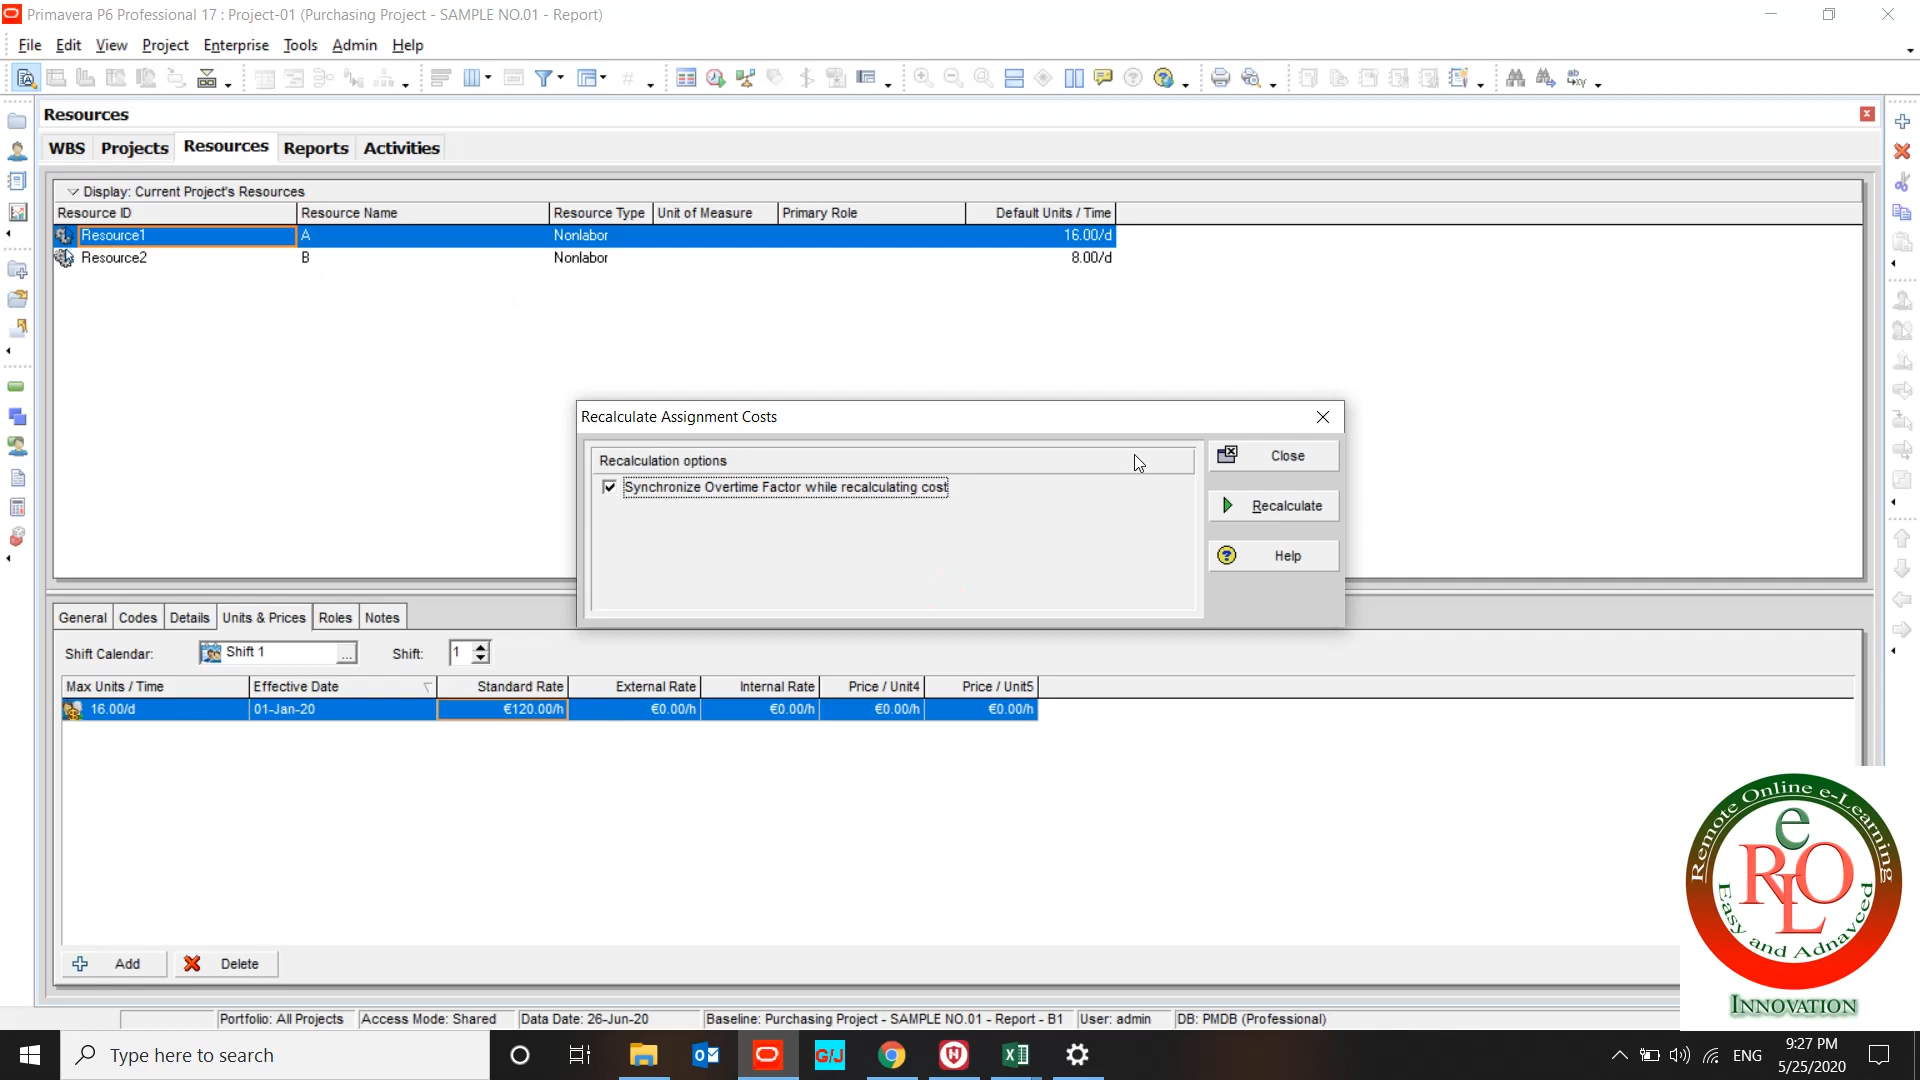 Primavera P6 Professional 17 : Project-01 (Purchasing Project - SAMPLE NO.01 - Report)
File Edit View Project Enterprise Tools Admin Help
Resources
WBS Projects Resources Reports Activities
Display: Current Project's Resources
Resource ID Resource Name Resource Type Unit of Measure Primary Role Default Units / Time
Resource1 A Nonlabor 16.00/d
Resource2 B Nonlabor 8.00/d
Recalculate Assignment Costs
Recalculation options
Synchronize Overtime Factor while recalculating cost
Close
Recalculate
Help
General Codes Details Units & Prices Roles Notes
Shift Calendar: Shift 1 ... Shift: 1
Max Units / Time Effective Date Standard Rate External Rate Internal Rate Price / Unit4 Price / Unit5
16.00/d 01-Jan-20 €120.00/h €0.00/h €0.00/h €0.00/h €0.00/h
Add Delete
Remote Online e-Learning
e
ROL
Easy and Adnavced
INNOVATION
Portfolio: All Projects Access Mode: Shared Data Date: 26-Jun-20 Baseline: Purchasing Project - SAMPLE NO.01 - Report - B1 User: admin DB: PMDB (Professional)
Type here to search
G/J
ENG
9:27 PM
5/25/2020